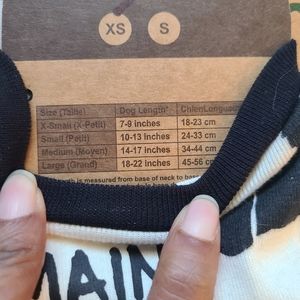 XS
S
Size (Taille) Dog Length* ChienLongueur
X-Small (X-Petit) 7-9 inches 18-23 cm
Small (Petit) 10-13 inches 24-33 cm
Medium (Moyen) 14-17 inches 34-44 cm
Large (Grand) 18-22 inches 45-56 cm
is measured from base of neck to base
MAIN